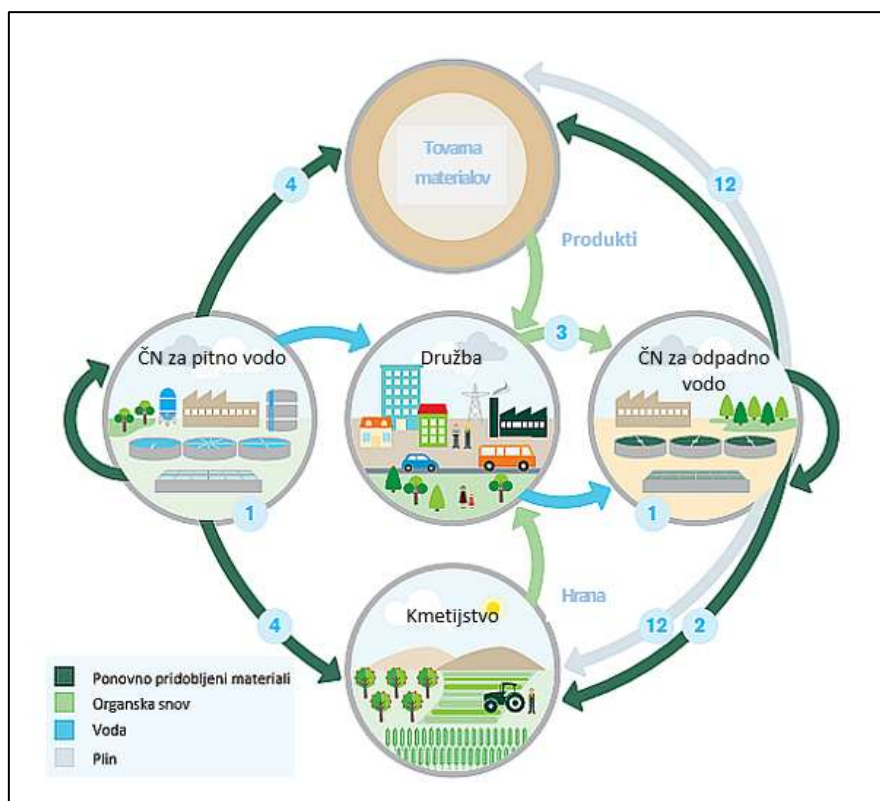 Tovarna
materialov
4
12
Produkti
ČN za pitno vodo
Družba
3
ČN za odpadno
vodo
1
1
Hrana
Kmetijstvo
4
12
2
Ponovno pridobljeni materiali
Organska snov
Voda
Plin